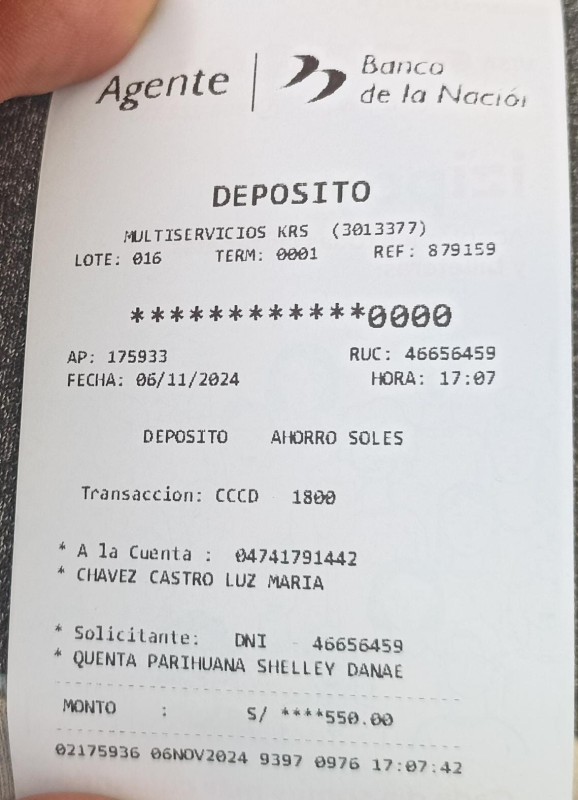 Agente | Banco de la Nación
DEPOSITO
MULTISERVICIOS KRS (3013377)
LOTE: 016 TERM: 0001 REF: 879159
************0000
AP: 175933 RUC: 46656459
FECHA: 06/11/2024 HORA: 17:07
DEPOSITO AHORRO SOLES
Transaccion: CCCD 1800
* A la Cuenta : 04741791442
* CHAVEZ CASTRO LUZ MARIA
* Solicitante: DNI 46656459
* QUENTA PARIHUANA SHELLEY DANAE
MONTO : S/ ****550.00
02175936 06NOV2024 9397 0976 17:07:42